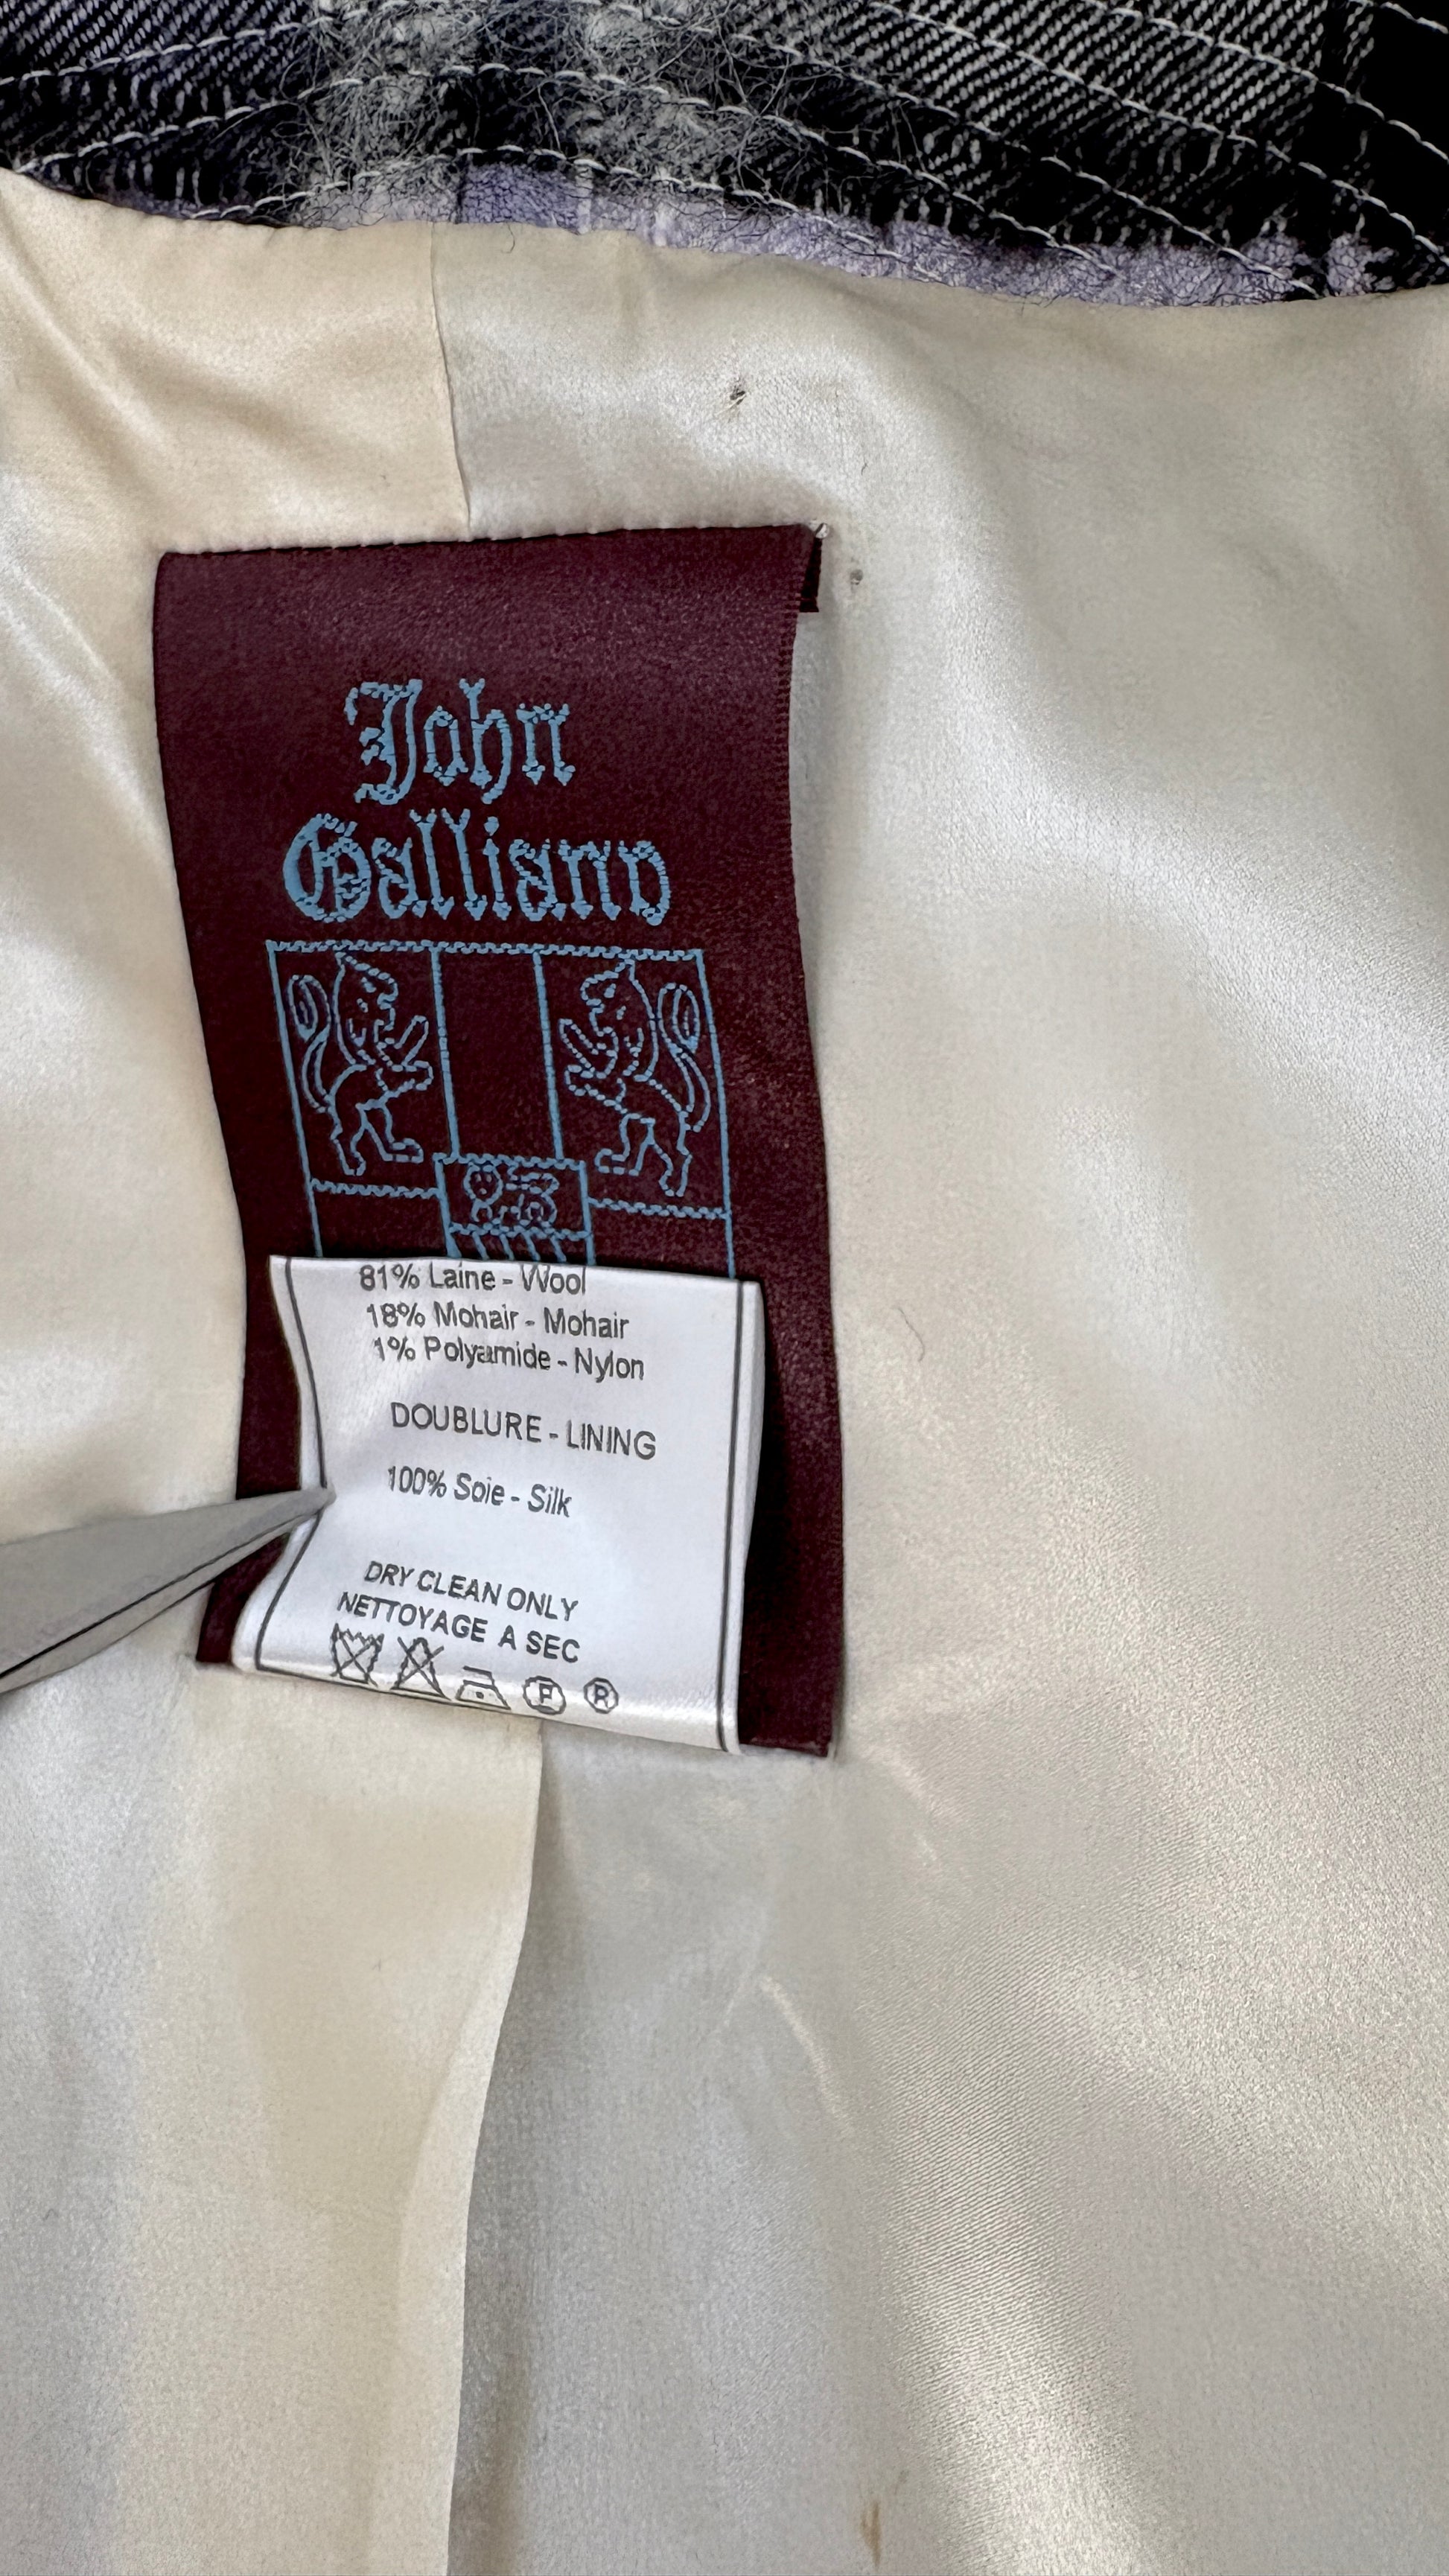 John
Galliano
81% Laine - Wool
18% Mohair - Mohair
1% Polyamide - Nylon
DOUBLURE - LINING
100% Soie - Silk
DRY CLEAN ONLY
NETTOYAGE A SEC
P R